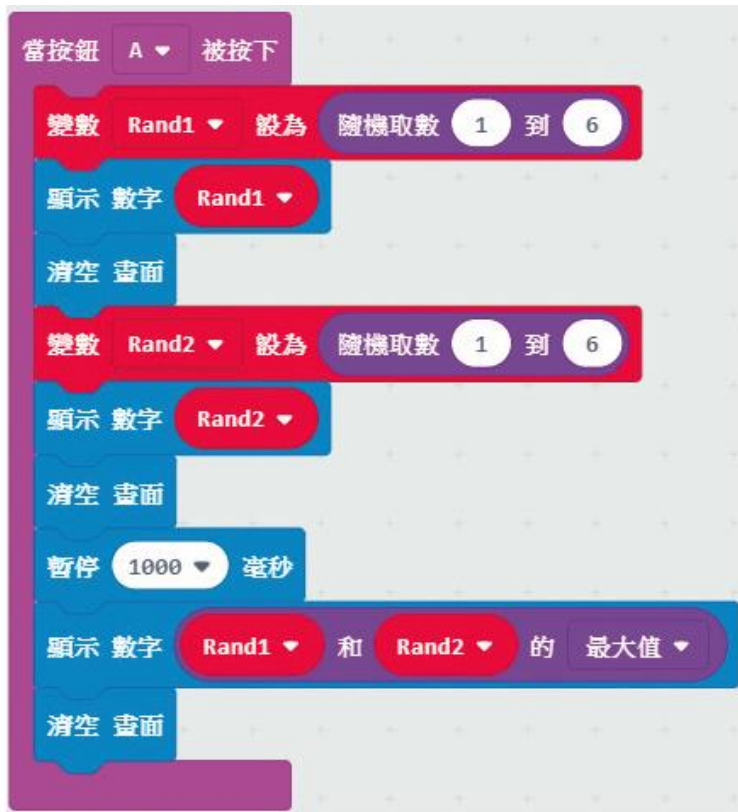 當按鈕 A 被按下
變數 Rand1 設為 隨機取數 1 到 6
顯示 數字 Rand1
清空 畫面
變數 Rand2 設為 隨機取數 1 到 6
顯示 數字 Rand2
清空 畫面
暫停 1000 毫秒
顯示 數字 Rand1 和 Rand2 的 最大值
清空 畫面